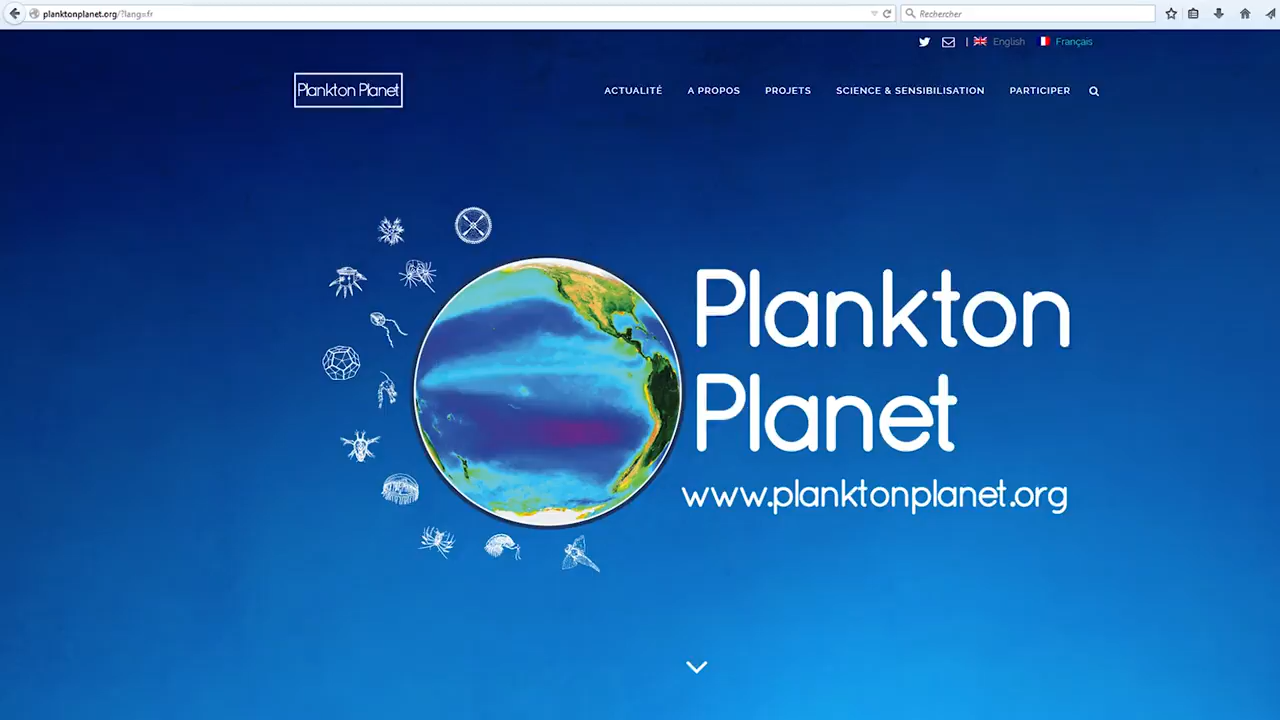 planktonplanet.org/?lang=fr
Rechercher
| English Français
Plankton Planet
ACTUALITÉ A PROPOS PROJETS SCIENCE & SENSIBILISATION PARTICIPER
Plankton
Planet
www.planktonplanet.org